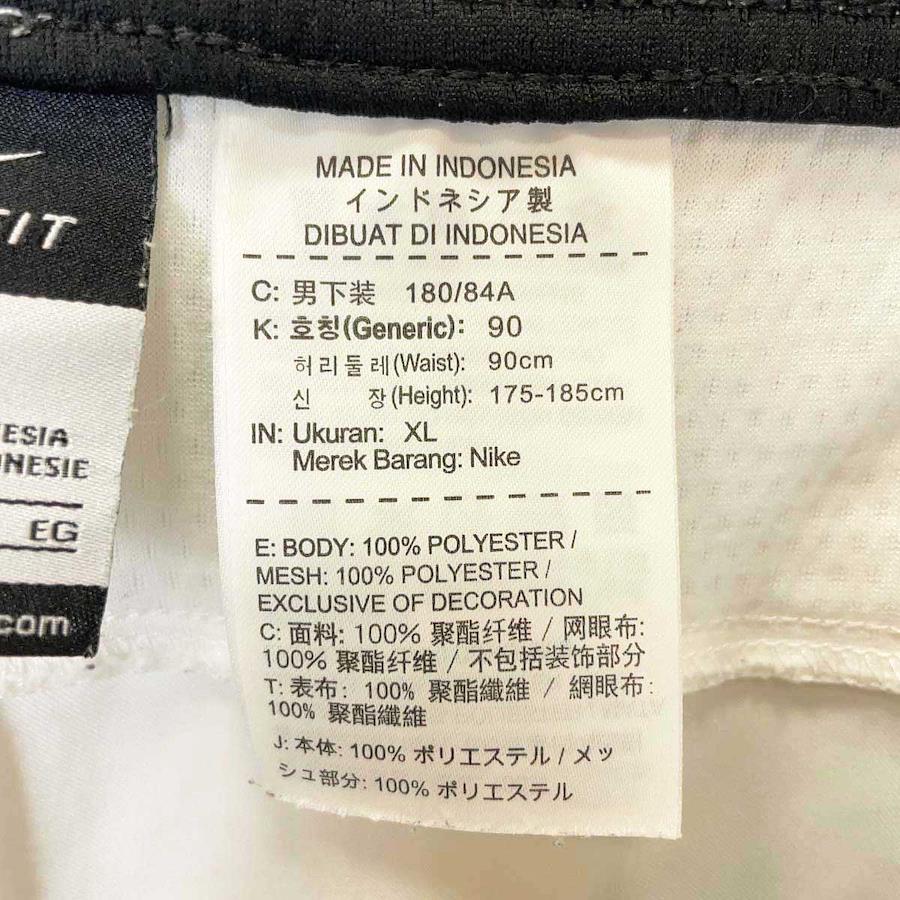 FIT
ESIA
NESIE
EG
com
MADE IN INDONESIA
インドネシア製
DIBUAT DI INDONESIA
C: 男下装 180/84A
K: 호칭(Generic): 90
허리둘레(Waist): 90cm
신 장(Height): 175-185cm
IN: Ukuran: XL
Merek Barang: Nike
E: BODY: 100% POLYESTER /
MESH: 100% POLYESTER /
EXCLUSIVE OF DECORATION
C: 面料: 100% 聚酯纤维 / 网眼布:
100% 聚酯纤维 / 不包括装饰部分
T: 表布: 100% 聚酯纖維 / 網眼布:
100% 聚酯纖維
J: 本体: 100% ポリエステル / メッ
シュ部分: 100% ポリエステル